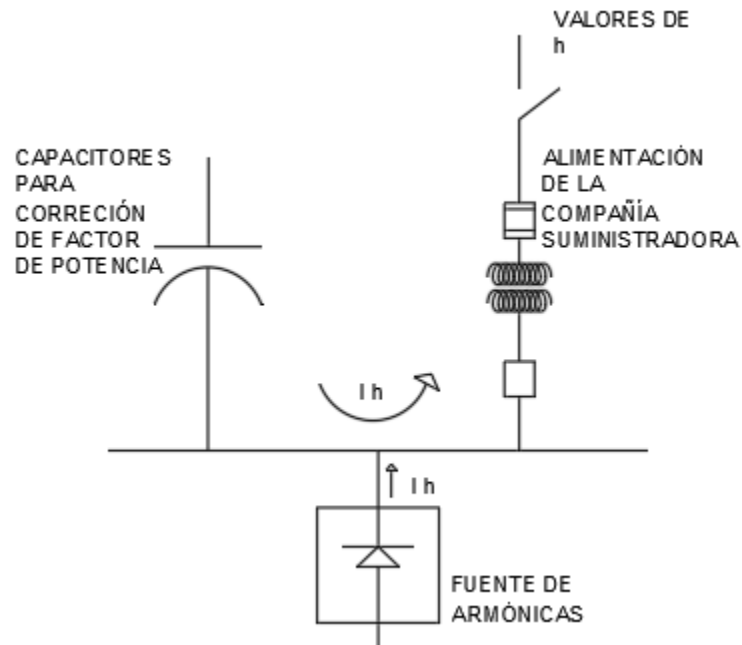 VALORES DE
h
CAPACITORES
PARA
CORRECIÓN
DE FACTOR
DE POTENCIA
ALIMENTACIÓN
DE LA
COMPAÑÍA
SUMINISTRADORA
I h
I h
FUENTE DE
ARMÓNICAS